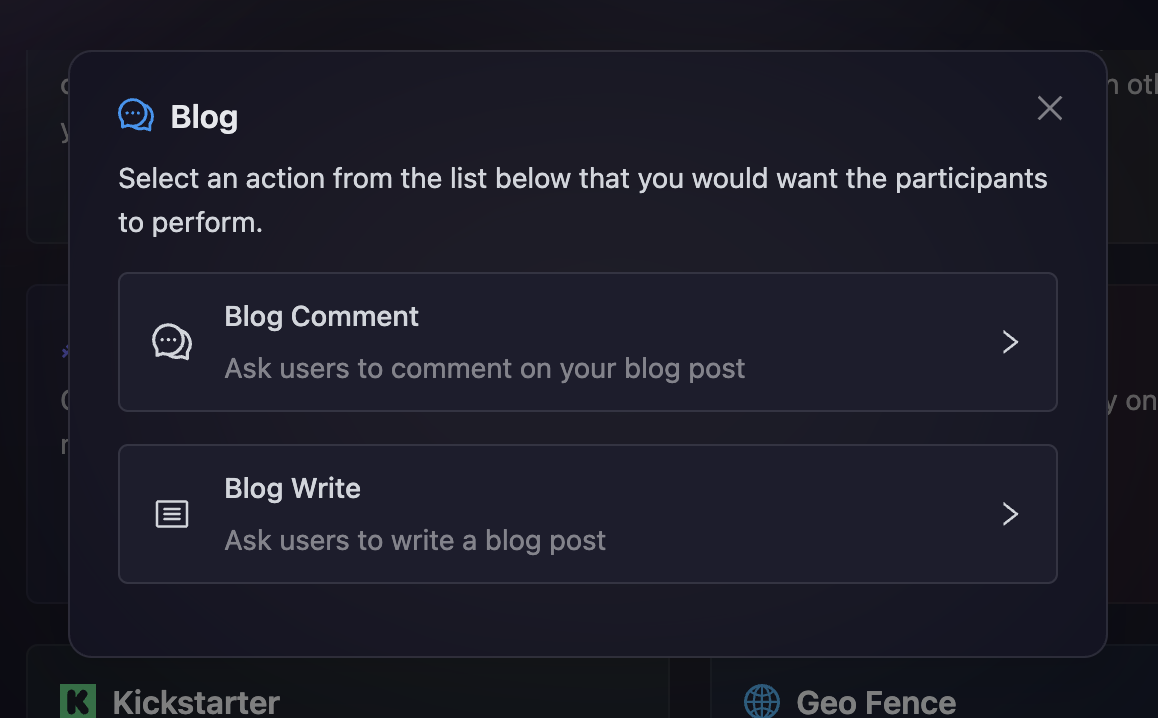 Blog
Select an action from the list below that you would want the participants
to perform.
Blog Comment
Ask users to comment on your blog post
Blog Write
Ask users to write a blog post
Kickstarter
Geo Fence